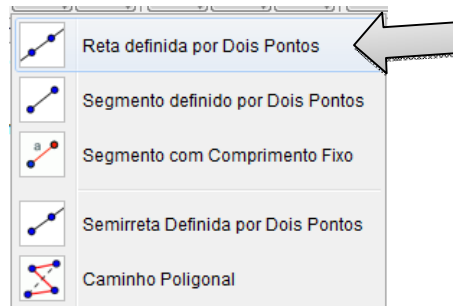 Reta definida por Dois Pontos
Segmento definido por Dois Pontos
a
Segmento com Comprimento Fixo
Semirreta Definida por Dois Pontos
Caminho Poligonal